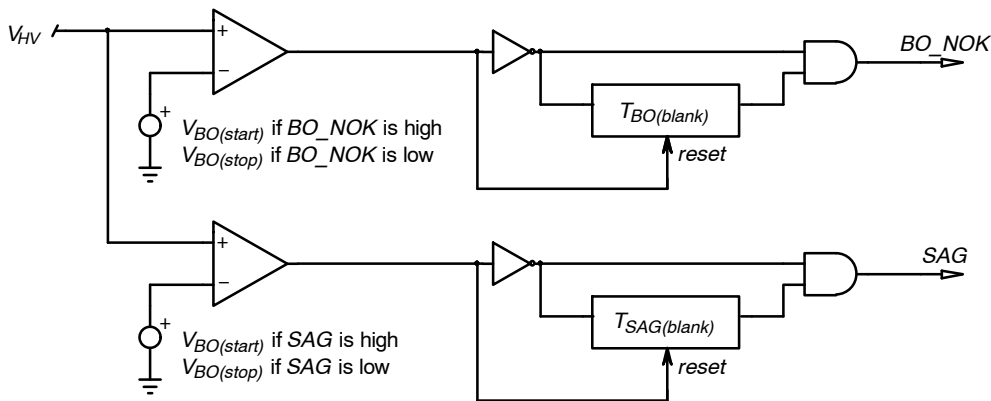 V_HV
+
−
+
V_BO(start) if BO_NOK is high
V_BO(stop) if BO_NOK is low
T_BO(blank)
reset
BO_NOK
+
−
+
V_BO(start) if SAG is high
V_BO(stop) if SAG is low
T_SAG(blank)
reset
SAG